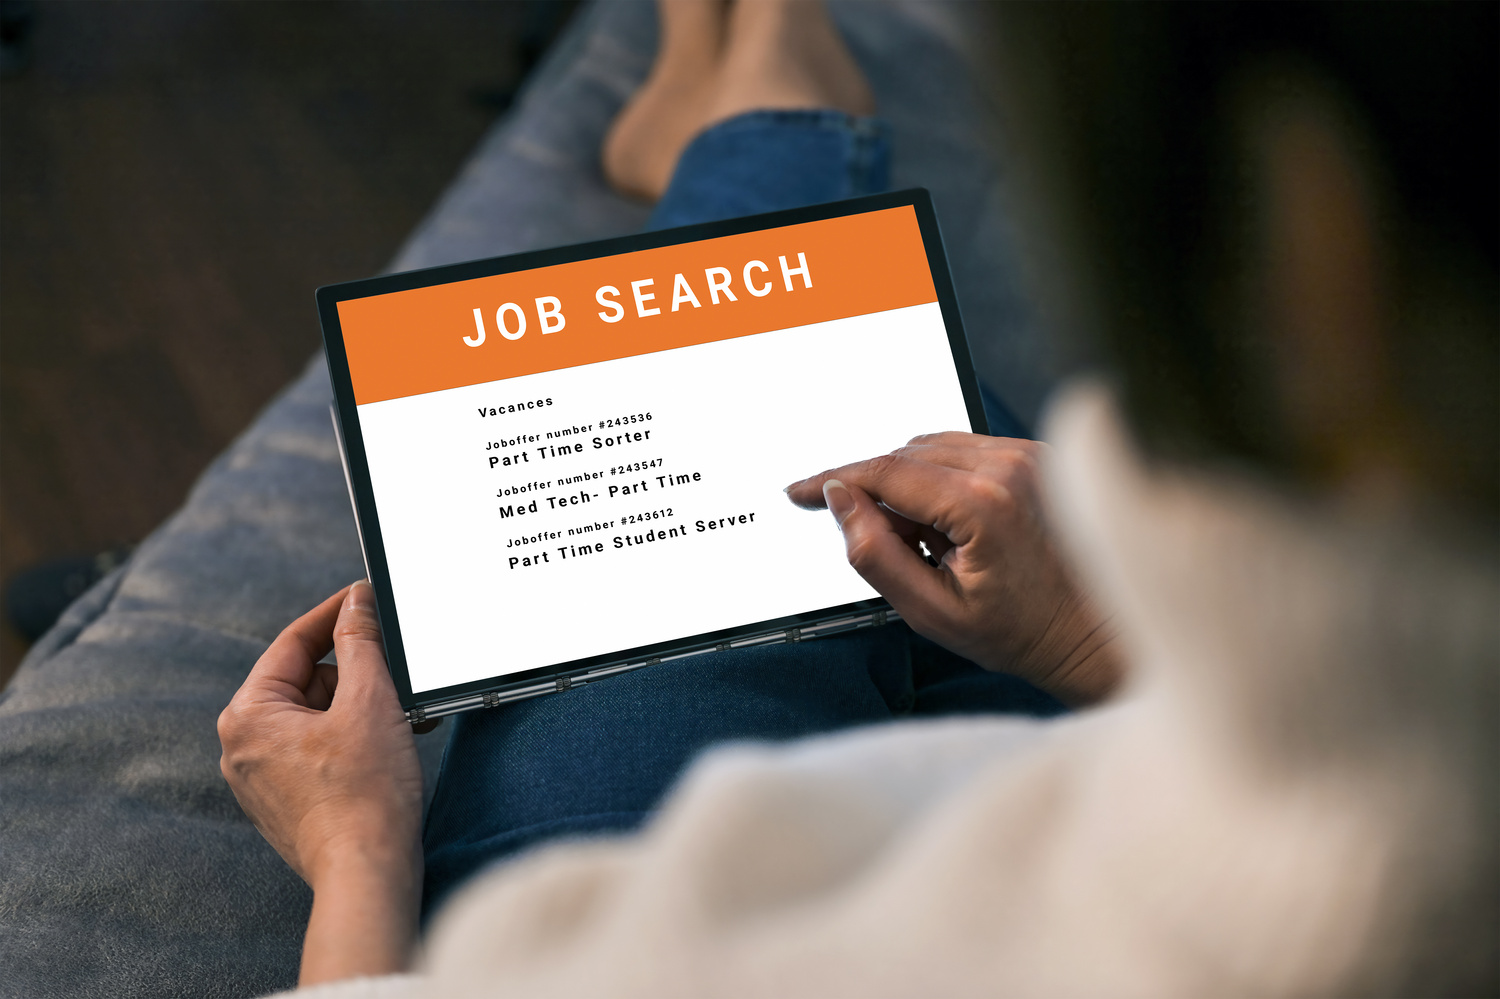 JOB SEARCH
Vacances
Joboffer number #243536
Part Time Sorter
Joboffer number #243547
Med Tech- Part Time
Joboffer number #243612
Part Time Student Server